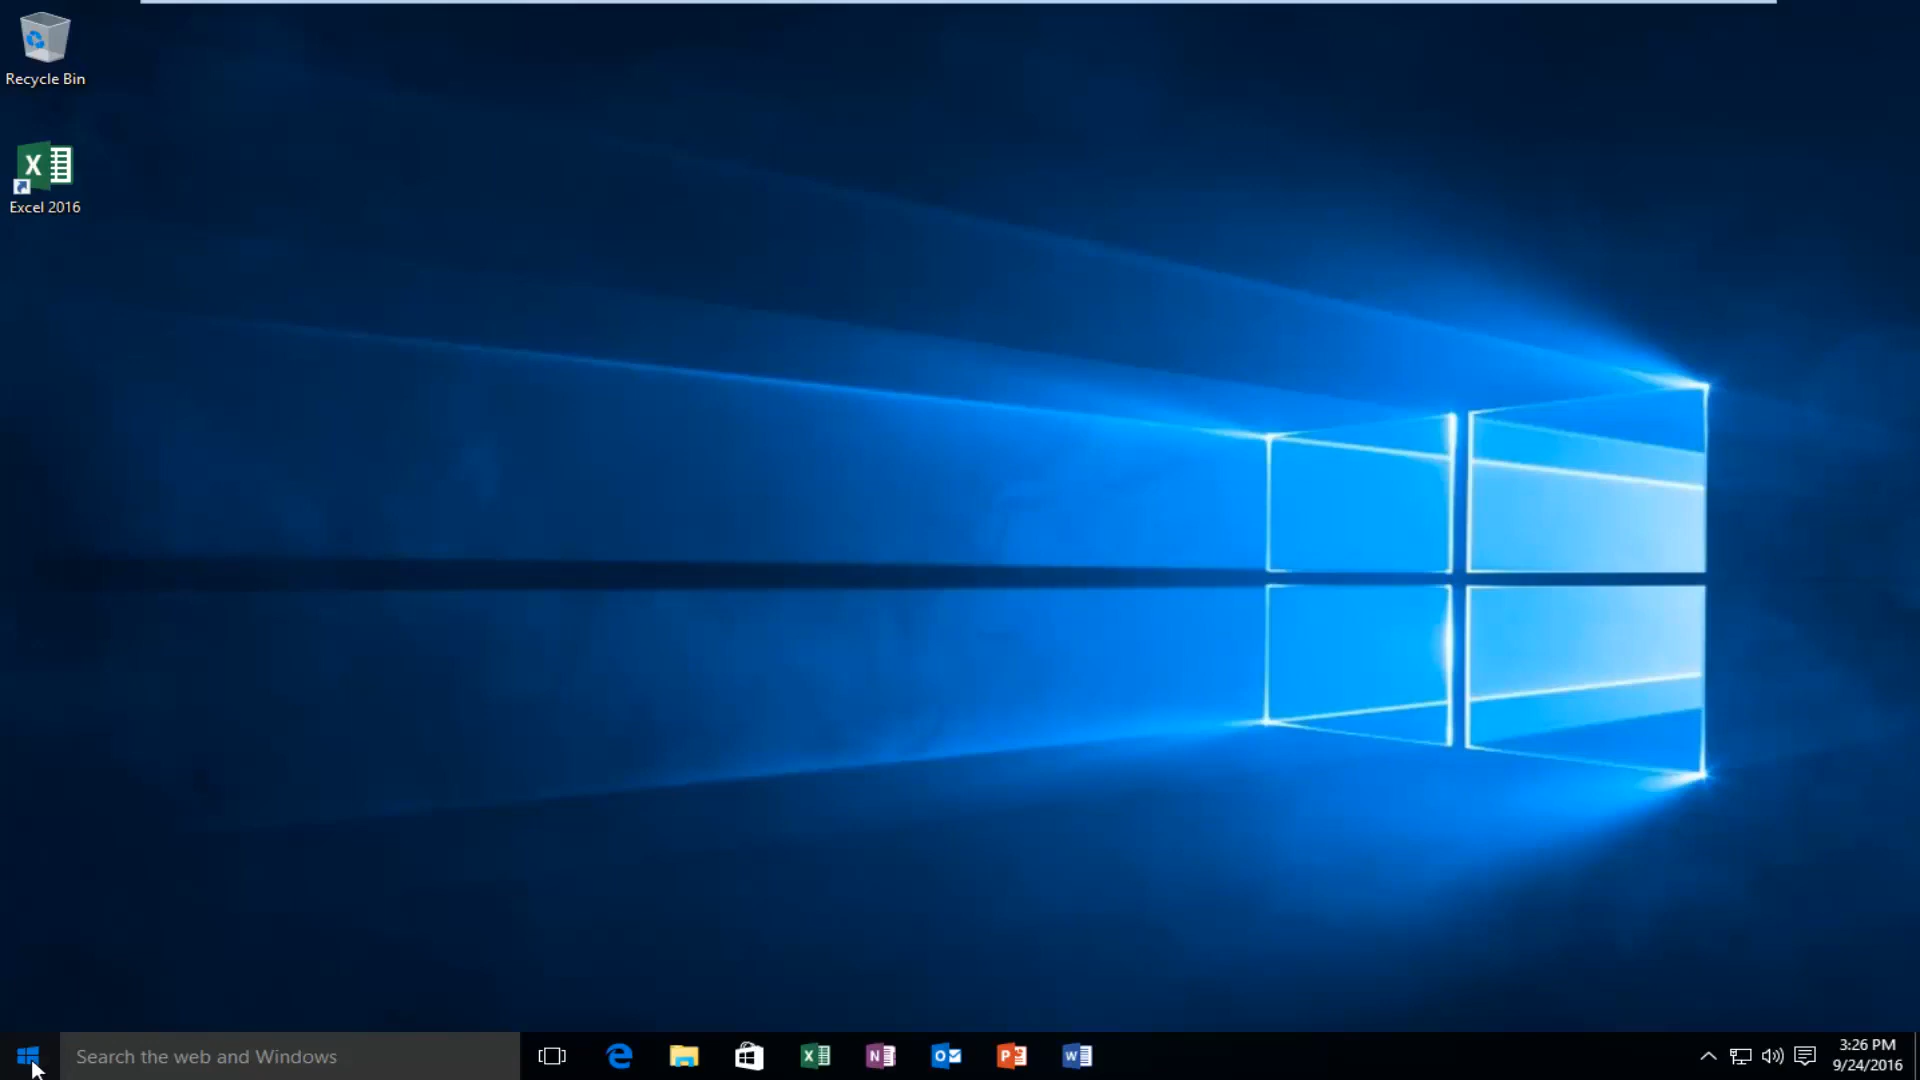 Recycle Bin
Excel 2016
Search the web and Windows
3:26 PM
9/24/2016